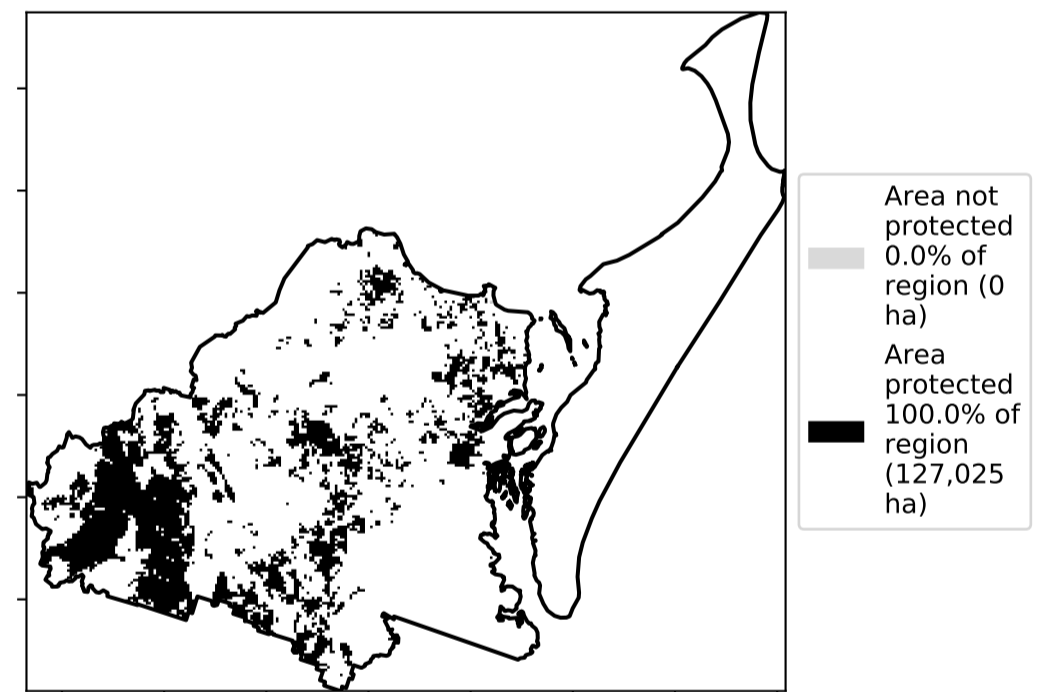 Area not
protected
0.0% of
region (0
ha)
Area
protected
100.0% of
region
(127,025
ha)